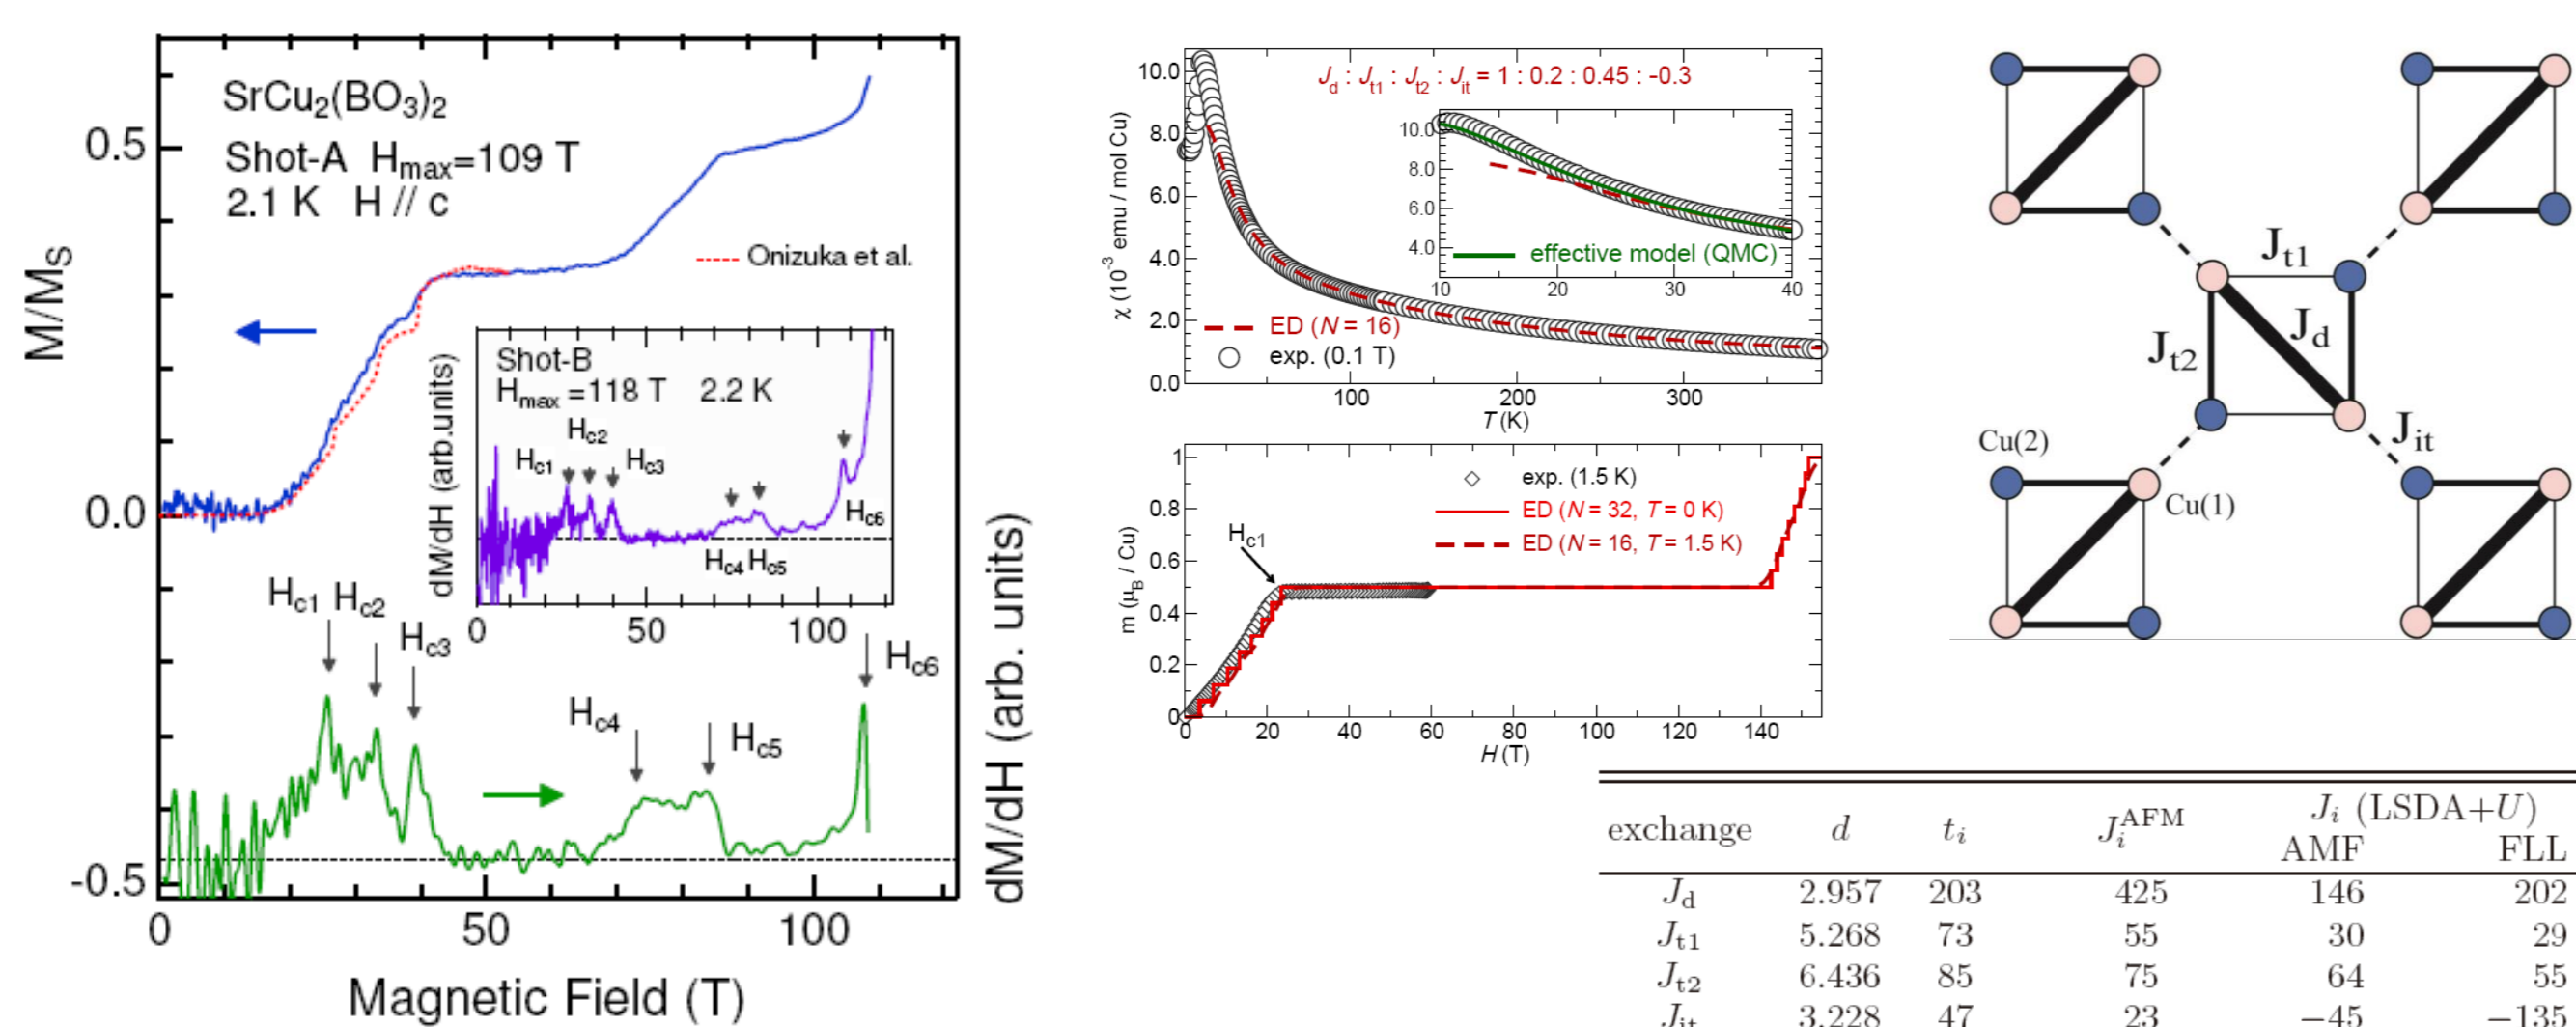 SrCu2(BO3)2
Shot-A Hmax=109 T
2.1 K H // c
Onizuka et al.
M/MS
0.5
0.0
-0.5
0 50 100
Magnetic Field (T)
dM/dH (arb. units)
Hc1 Hc2
Hc3
Hc4
Hc5
Hc6
Shot-B
Hmax =118 T 2.2 K
Hc2
Hc1 Hc3
Hc4 Hc5
Hc6
dM/dH (arb.units)
0 50 100
Jd : Jt1 : Jt2 : Jit = 1 : 0.2 : 0.45 : -0.3
χ (10-3 emu / mol Cu)
10.0
8.0
6.0
4.0
2.0
0.0
100 200 300
T (K)
ED (N = 16)
exp. (0.1 T)
10.0
8.0
6.0
4.0
10 20 30 40
effective model (QMC)
m (μB / Cu)
1
0.8
0.6
0.4
0.2
0
0 20 40 60 80 100 120 140
H (T)
Hc1
exp. (1.5 K)
ED (N = 32, T = 0 K)
ED (N = 16, T = 1.5 K)
Jt1
Jd
Jt2
Jit
Cu(2)
Cu(1)
Ji (LSDA+U)
exchange d ti JiAFM AMF FLL
Jd 2.957 203 425 146 202
Jt1 5.268 73 55 30 29
Jt2 6.436 85 75 64 55
Jit 3.228 47 23 −45 −135